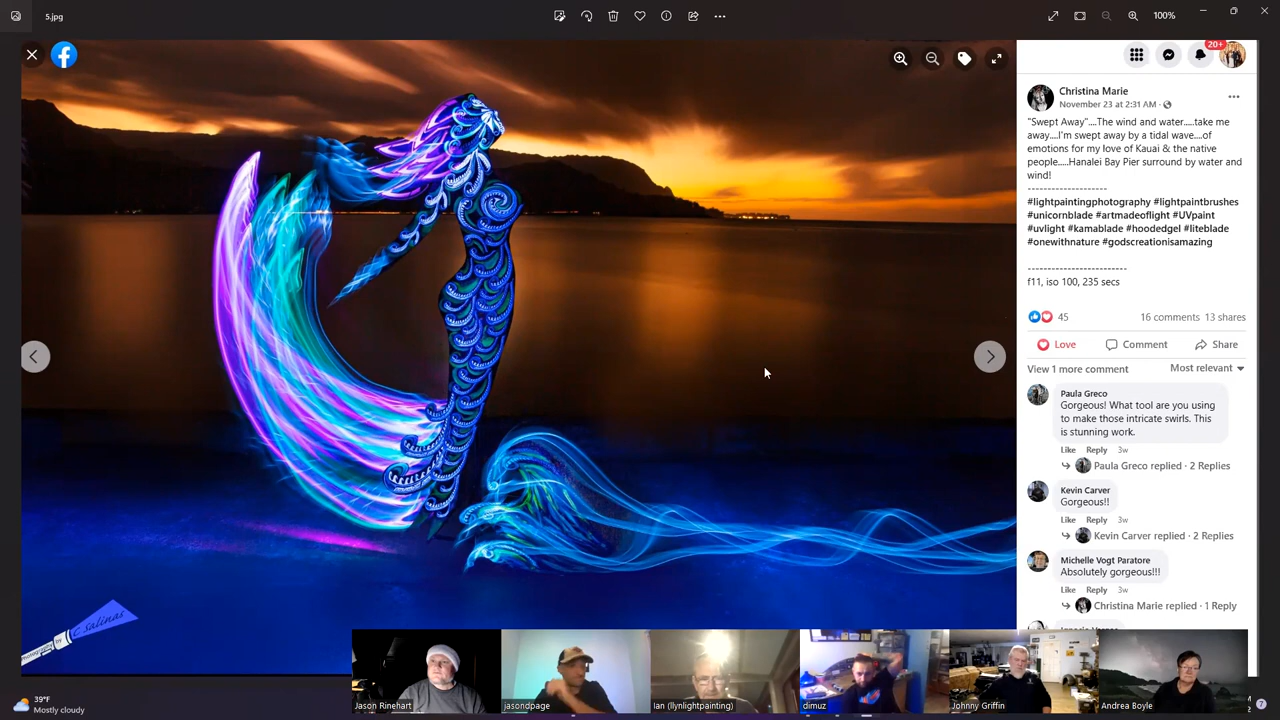 5.jpg
100%
20+
Christina Marie
November 23 at 2:31 AM ·
"Swept Away"....The wind and water.....take me
away....I'm swept away by a tidal wave....of
emotions for my love of Kauai & the native
people.....Hanalei Bay Pier surround by water and
wind!
--------------------
#lightpaintingphotography #lightpaintbrushes
#unicornblade #artmadeoflight #UVpaint
#uvlight #kamablade #hoodedgel #liteblade
#onewithnature #godscreationisamazing
-------------------------
f11, iso 100, 235 secs
45 16 comments 13 shares
Love Comment Share
View 1 more comment Most relevant
Paula Greco
Gorgeous! What tool are you using
to make those intricate swirls. This
is stunning work.
Like Reply 3w
Paula Greco replied · 2 Replies
Kevin Carver
Gorgeous!!
Like Reply 3w
Kevin Carver replied · 2 Replies
Michelle Vogt Paratore
Absolutely gorgeous!!!
Like Reply 3w
Christina Marie replied · 1 Reply
by C Salinas
Jason Rinehart
jasondpage
Ian (llynlightpainting)
dimuz
Johnny Griffin
Andrea Boyle
39°F
Mostly cloudy